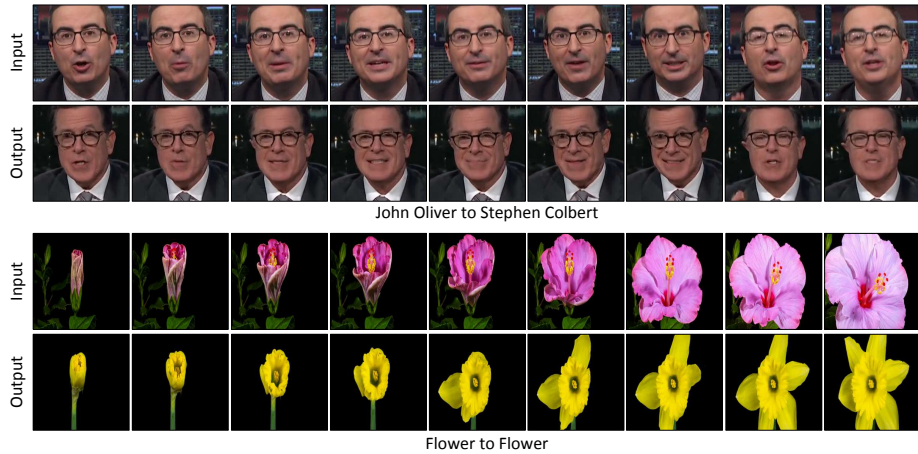 Input
Output
John Oliver to Stephen Colbert
Input
Output
Flower to Flower